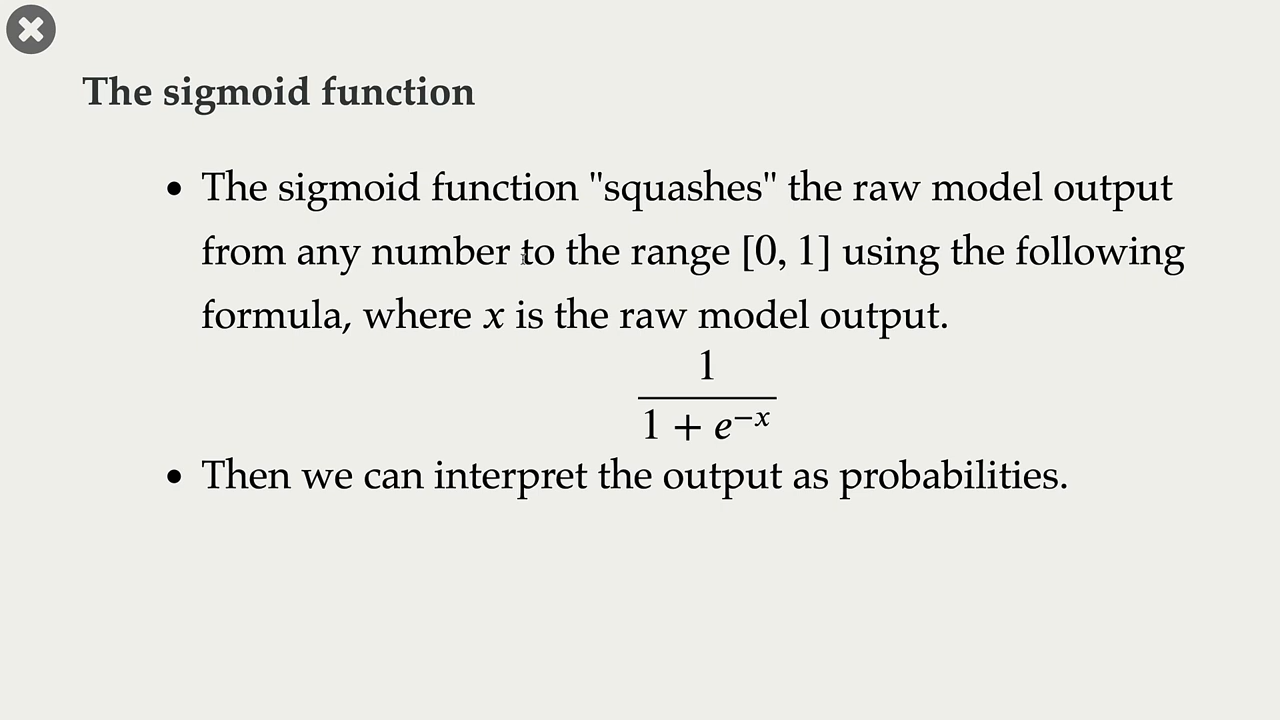 The sigmoid function
• The sigmoid function "squashes" the raw model output
from any number to the range [0, 1] using the following
formula, where x is the raw model output.
1
1 + e^{−x}
• Then we can interpret the output as probabilities.